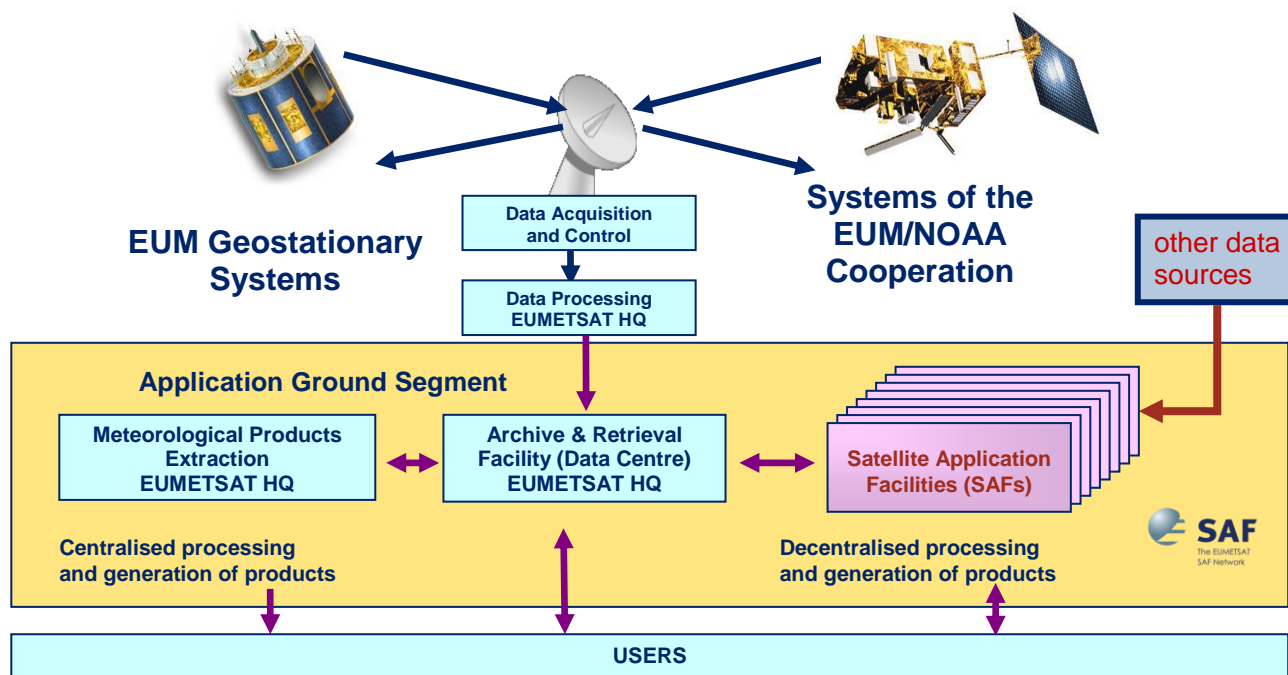 EUM Geostationary
Systems
Data Acquisition
and Control
Systems of the
EUM/NOAA
Cooperation
other data
sources
Data Processing
EUMETSAT HQ
Application Ground Segment
Meteorological Products
Extraction
EUMETSAT HQ
Archive & Retrieval
Facility (Data Centre)
EUMETSAT HQ
Satellite Application
Facilities (SAFs)
Centralised processing
and generation of products
Decentralised processing
and generation of products
SAF
The EUMETSAT
SAF Network
USERS